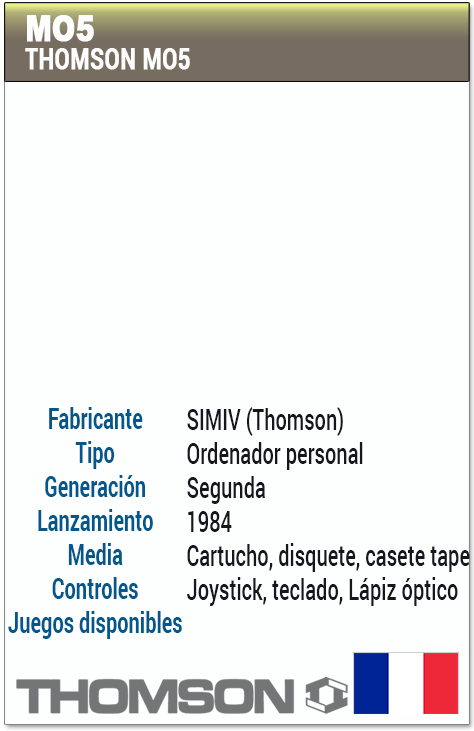 MO5
THOMSON MO5
Fabricante SIMIV (Thomson)
Tipo Ordenador personal
Generación Segunda
Lanzamiento 1984
Media Cartucho, disquete, casete tape
Controles Joystick, teclado, Lápiz óptico
Juegos disponibles
THOMSON